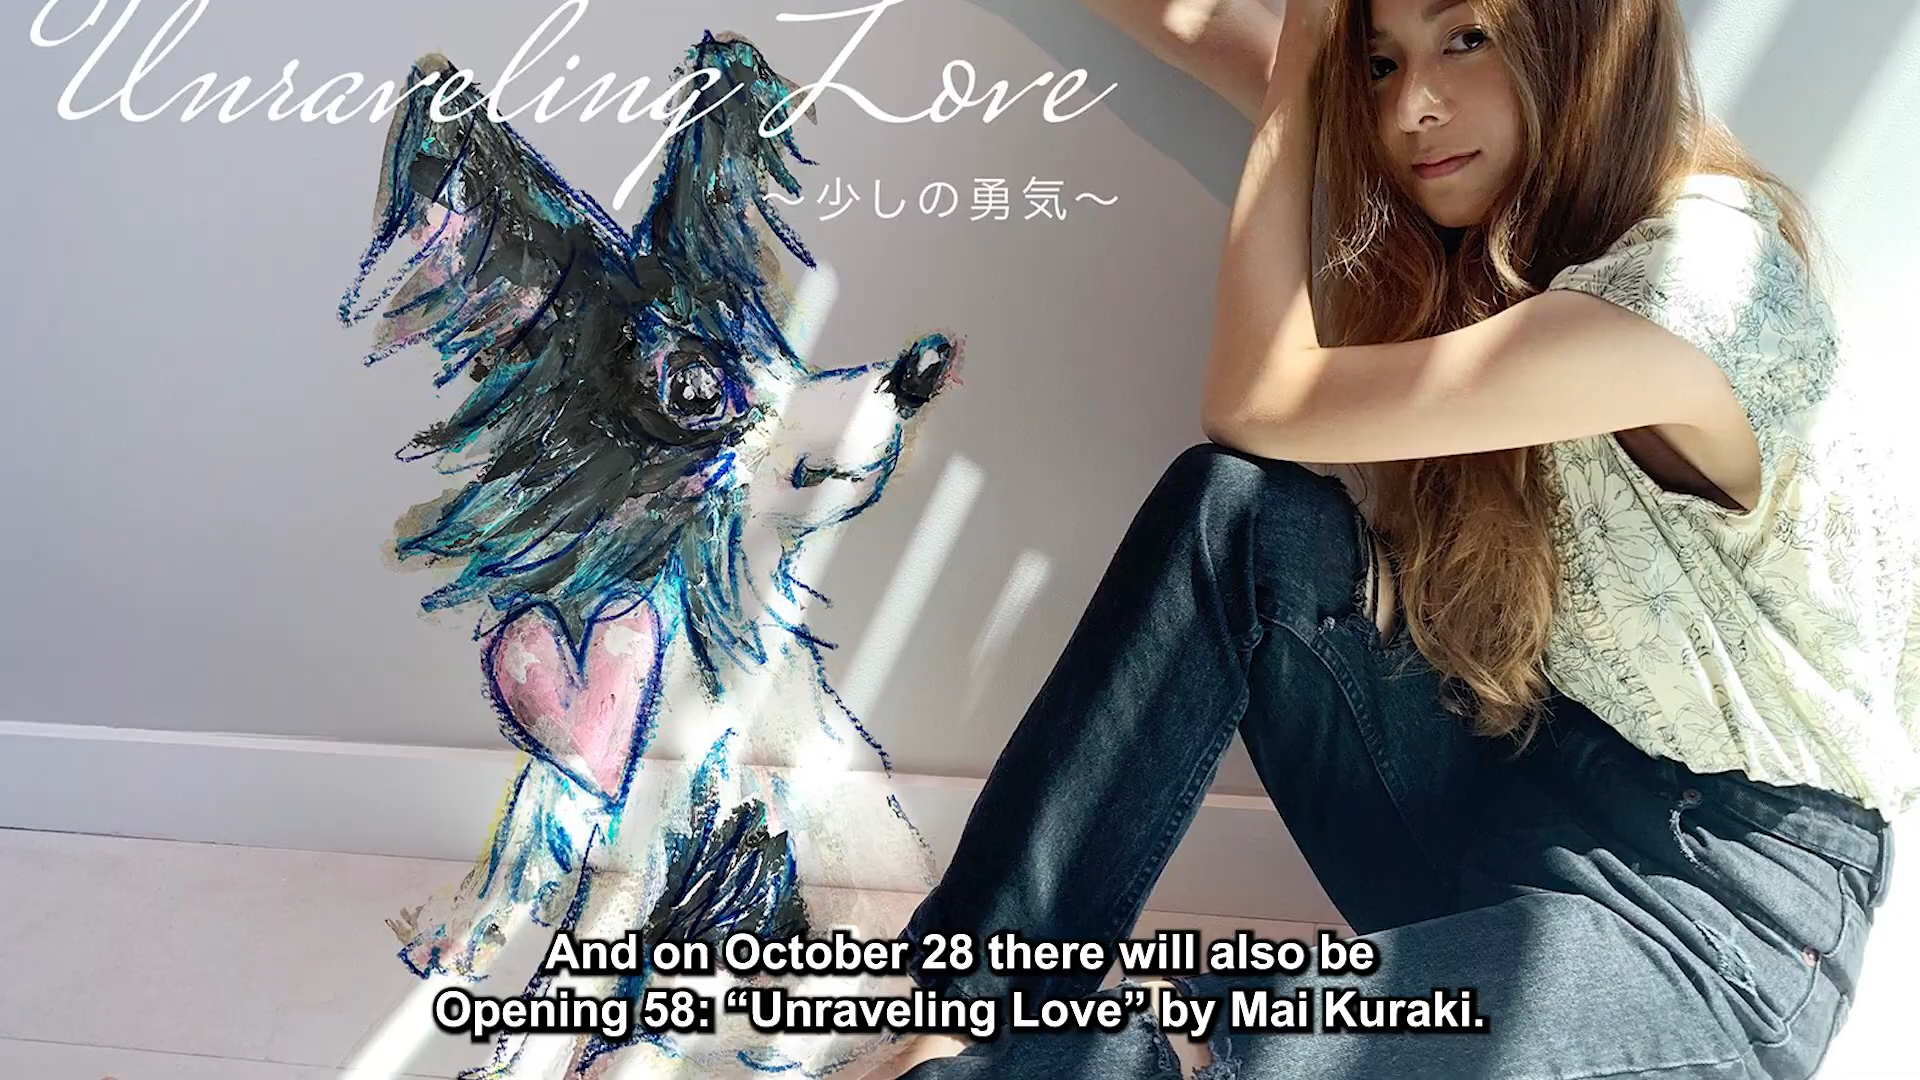 Unraveling Love
～少しの勇気～
And on October 28 there will also be
Opening 58: “Unraveling Love” by Mai Kuraki.